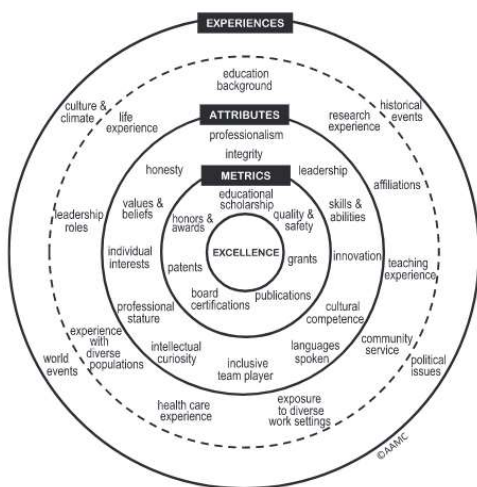 EXPERIENCES
education
background
culture &
climate
life
experience
research
experience
historical
events
ATTRIBUTES
professionalism
integrity
honesty
leadership
affiliations
METRICS
educational
scholarship
values &
beliefs
honors &
awards
quality &
safety
skills &
abilities
leadership
roles
individual
interests
EXCELLENCE
patents
grants
innovation
teaching
experience
board
certifications
publications
professional
stature
cultural
competence
experience
with
diverse
populations
intellectual
curiosity
inclusive
team player
languages
spoken
community
service
world
events
political
issues
health care
experience
exposure
to diverse
work settings
©AAMC